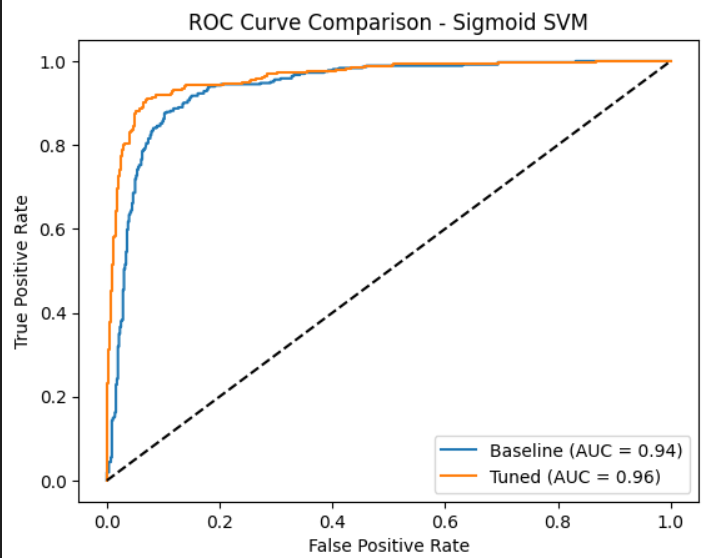 ROC Curve Comparison - Sigmoid SVM
1.0
0.8
0.6
0.4
0.2
0.0
True Positive Rate
Baseline (AUC = 0.94)
Tuned (AUC = 0.96)
0.0 0.2 0.4 0.6 0.8 1.0
False Positive Rate